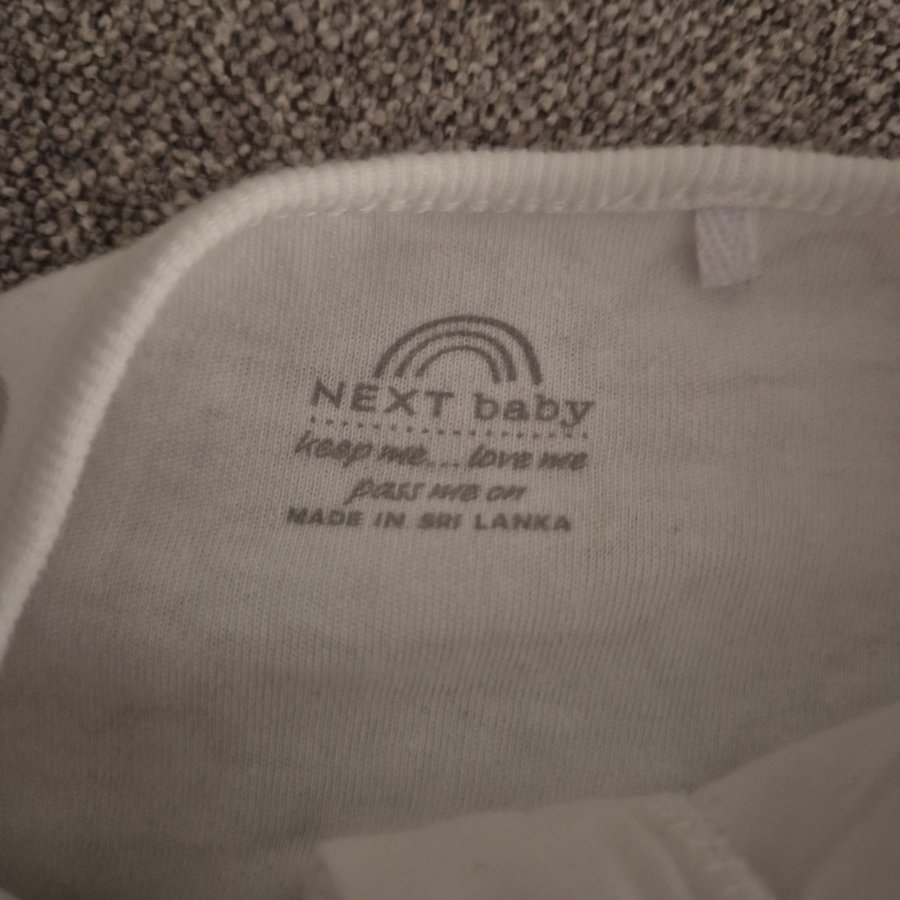 NEXT baby
keep me... love me
pass me on
MADE IN SRI LANKA